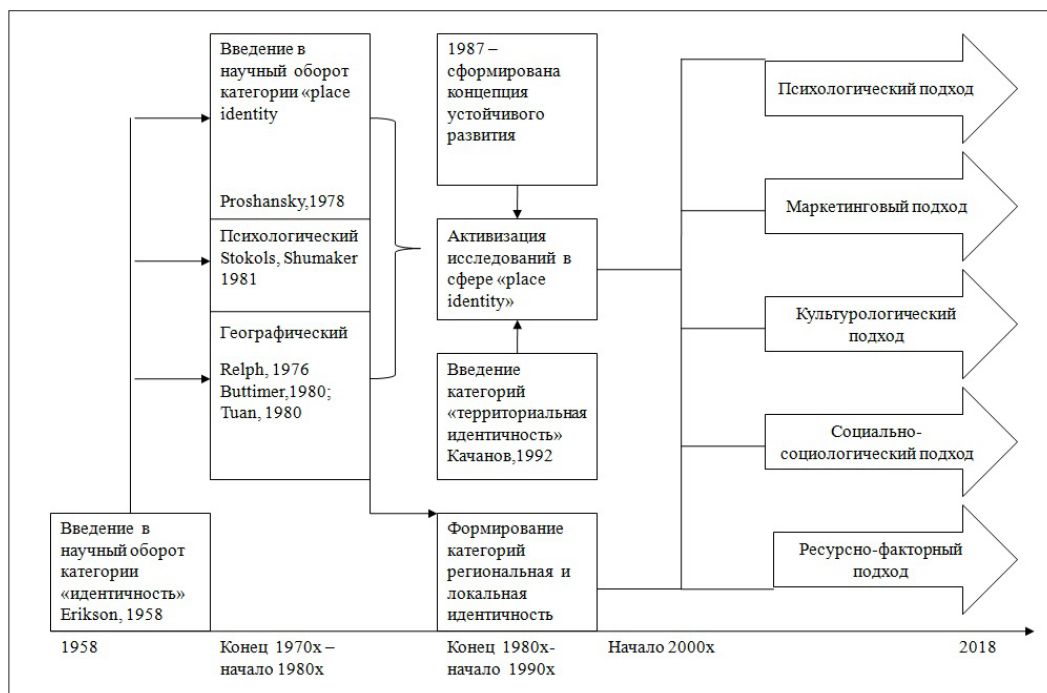 Введение в
научный оборот
категории «place
identity
Proshansky,1978
Психологический
Stokols, Shumaker
1981
Географический
Relph, 1976
Buttimer,1980;
Tuan, 1980
Введение в
научный оборот
категории
«идентичность»
Erikson, 1958
1987 –
сформирована
концепция
устойчивого
развития
Активизация
исследований в
сфере «place
identity»
Введение
категорий
«территориальная
идентичность»
Качанов,1992
Формирование
категорий
региональная и
локальная
идентичность
Психологический подход
Маркетинговый подход
Культурологический
подход
Социально-
социологический подход
Ресурсно-факторный
подход
1958
Конец 1970х –
начало 1980х
Конец 1980х-
начало 1990х
Начало 2000х
2018